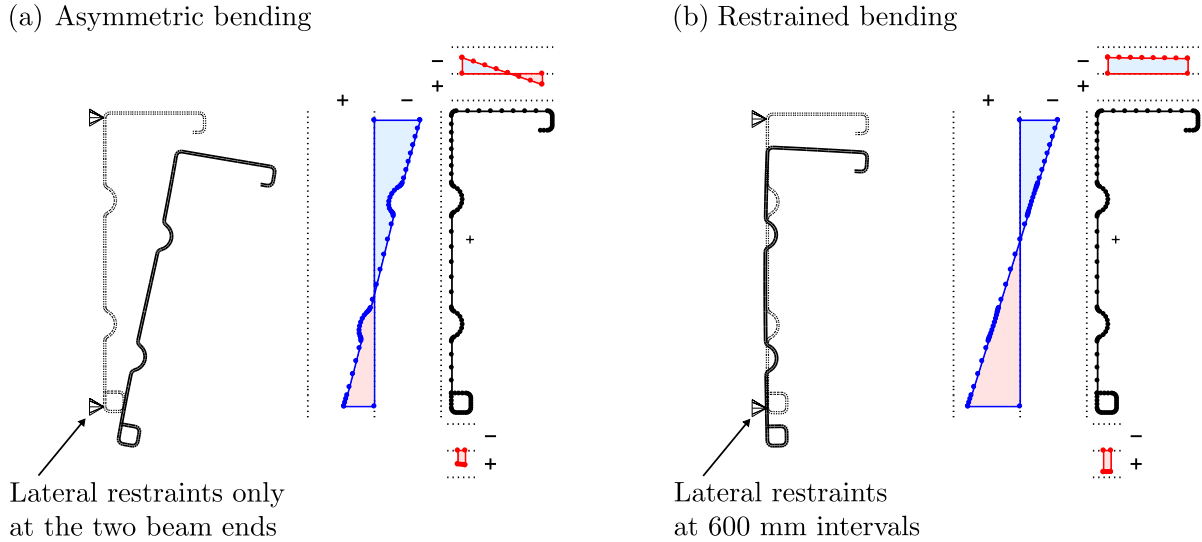 (a) Asymmetric bending
(b) Restrained bending
−
+
+ −
−
+
−
+
+ −
−
+
−
+
Lateral restraints only
at the two beam ends
Lateral restraints
at 600 mm intervals